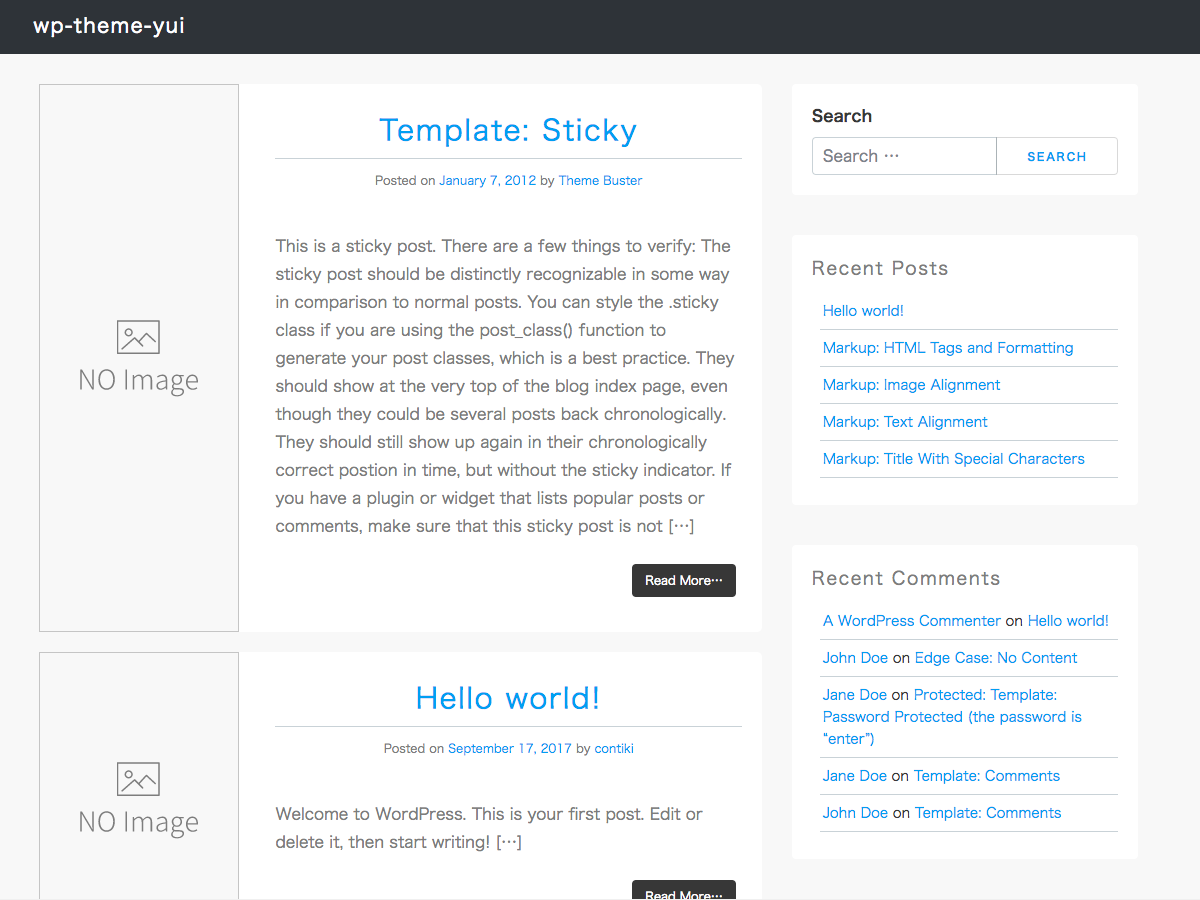 wp-theme-yui
NO Image
Template: Sticky
Posted on January 7, 2012 by Theme Buster
This is a sticky post. There are a few things to verify: The
sticky post should be distinctly recognizable in some way
in comparison to normal posts. You can style the .sticky
class if you are using the post_class() function to
generate your post classes, which is a best practice. They
should show at the very top of the blog index page, even
though they could be several posts back chronologically.
They should still show up again in their chronologically
correct postion in time, but without the sticky indicator. If
you have a plugin or widget that lists popular posts or
comments, make sure that this sticky post is not […]
Read More…
NO Image
Hello world!
Posted on September 17, 2017 by contiki
Welcome to WordPress. This is your first post. Edit or
delete it, then start writing! […]
Read More…
Search
Search …
SEARCH
Recent Posts
Hello world!
Markup: HTML Tags and Formatting
Markup: Image Alignment
Markup: Text Alignment
Markup: Title With Special Characters
Recent Comments
A WordPress Commenter on Hello world!
John Doe on Edge Case: No Content
Jane Doe on Protected: Template:
Password Protected (the password is
“enter”)
Jane Doe on Template: Comments
John Doe on Template: Comments